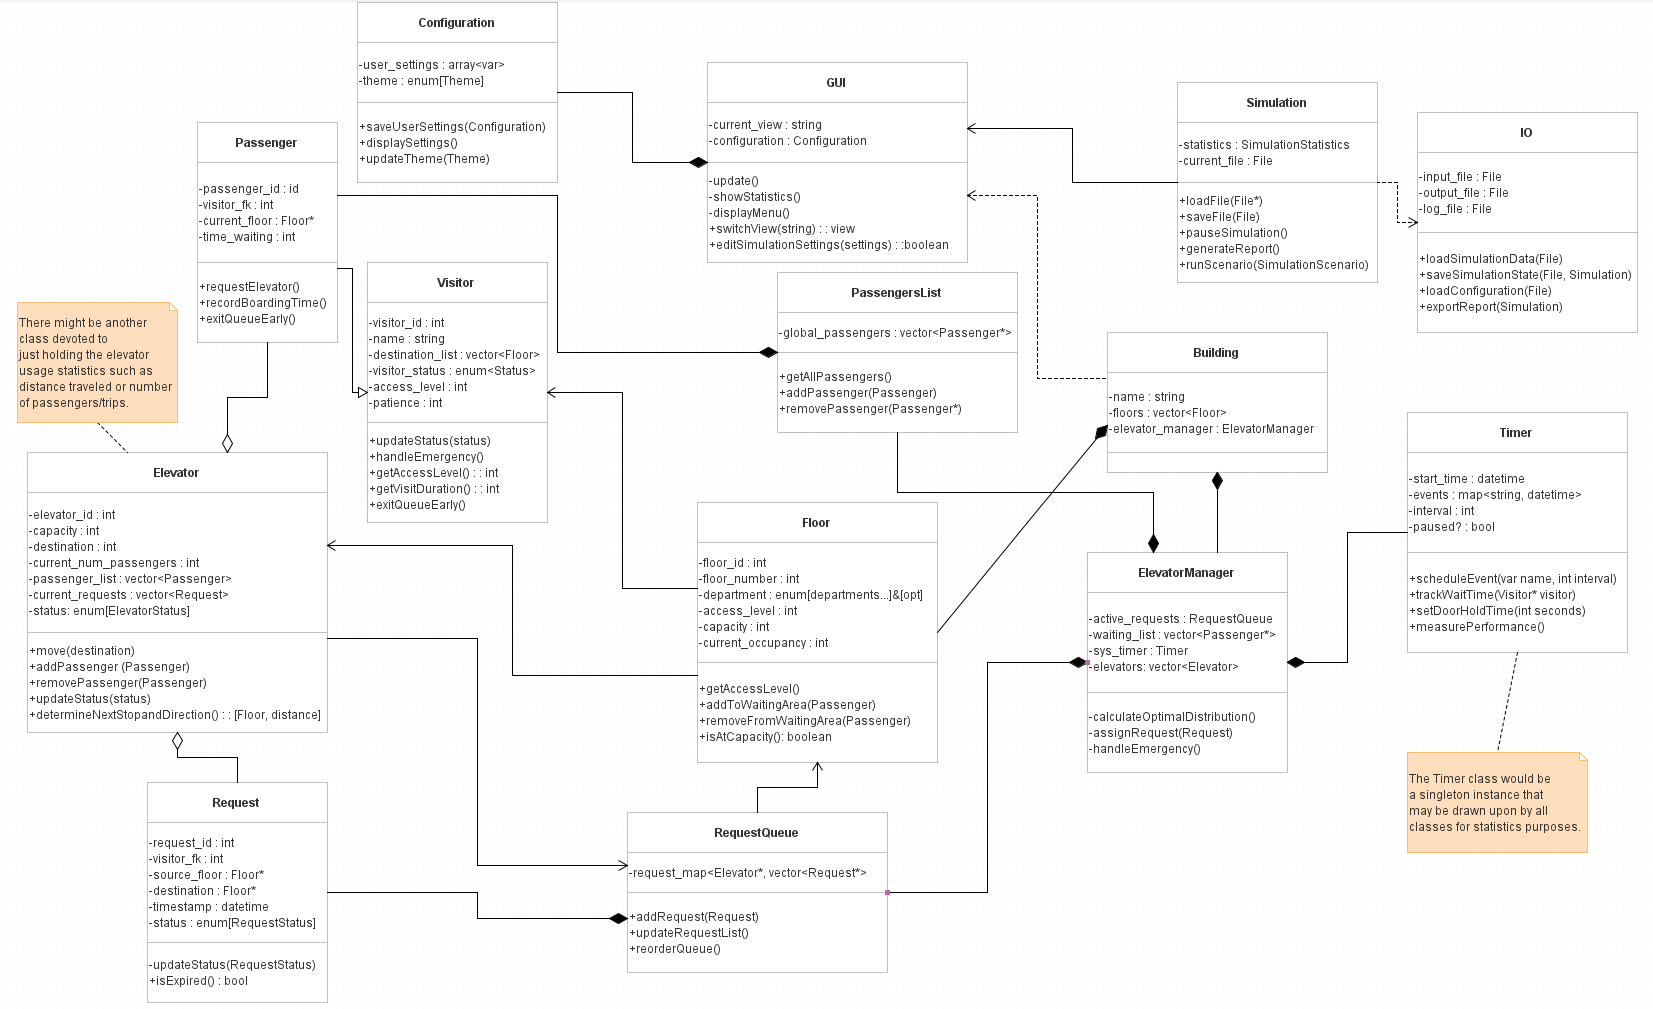 Configuration
-user_settings : array<var>
-theme : enum[Theme]
+saveUserSettings(Configuration)
+displaySettings()
+updateTheme(Theme)
GUI
-current_view : string
-configuration : Configuration
-update()
-showStatistics()
-displayMenu()
+switchView(string) : : view
+editSimulationSettings(settings) : :boolean
Simulation
-statistics : SimulationStatistics
-current_file : File
+loadFile(File*)
+saveFile(File)
+pauseSimulation()
+generateReport()
+runScenario(SimulationScenario)
IO
-input_file : File
-output_file : File
-log_file : File
+loadSimulationData(File)
+saveSimulationState(File, Simulation)
+loadConfiguration(File)
+exportReport(Simulation)
Passenger
-passenger_id : id
-visitor_fk : int
-current_floor : Floor*
-time_waiting : int
+requestElevator()
+recordBoardingTime()
+exitQueueEarly()
Visitor
-visitor_id : int
-name : string
-destination_list : vector<Floor>
-visitor_status : enum<Status>
-access_level : int
-patience : int
+updateStatus(status)
+handleEmergency()
+getAccessLevel() : : int
+getVisitDuration() : : int
+exitQueueEarly()
PassengersList
-global_passengers : vector<Passenger*>
+getAllPassengers()
+addPassenger(Passenger)
+removePassenger(Passenger*)
Building
-name : string
-floors : vector<Floor>
-elevator_manager : ElevatorManager
There might be another
class devoted to
just holding the elevator
usage statistics such as
distance traveled or number
of passengers/trips.
Timer
-start_time : datetime
-events : map<string, datetime>
-interval : int
-paused? : bool
+scheduleEvent(var name, int interval)
+trackWaitTime(Visitor* visitor)
+setDoorHoldTime(int seconds)
+measurePerformance()
Elevator
-elevator_id : int
-capacity : int
-destination : int
-current_num_passengers : int
-passenger_list : vector<Passenger>
-current_requests : vector<Request>
-status: enum[ElevatorStatus]
+move(destination)
+addPassenger (Passenger)
+removePassenger(Passenger)
+updateStatus(status)
+determineNextStopandDirection() : : [Floor, distance]
Floor
-floor_id : int
-floor_number : int
-department : enum[departments...]&[opt]
-access_level : int
-capacity : int
-current_occupancy : int
+getAccessLevel()
+addToWaitingArea(Passenger)
+removeFromWaitingArea(Passenger)
+isAtCapacity(): boolean
ElevatorManager
-active_requests : RequestQueue
-waiting_list : vector<Passenger*>
-sys_timer : Timer
-elevators: vector<Elevator>
-calculateOptimalDistribution()
-assignRequest(Request)
-handleEmergency()
The Timer class would be
a singleton instance that
may be drawn upon by all
classes for statistics purposes.
Request
-request_id : int
-visitor_fk : int
-source_floor : Floor*
-destination : Floor*
-timestamp : datetime
-status : enum[RequestStatus]
-updateStatus(RequestStatus)
+isExpired() : bool
RequestQueue
-request_map<Elevator*, vector<Request*>
+addRequest(Request)
+updateRequestList()
+reorderQueue()